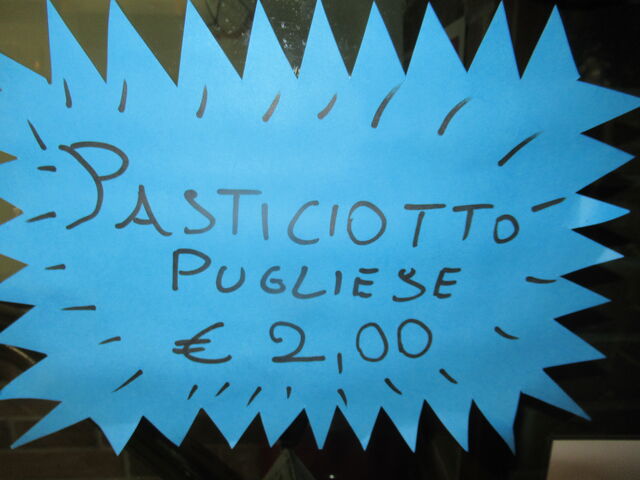 PASTICIOTTO
PUGLIESE
€ 2,00